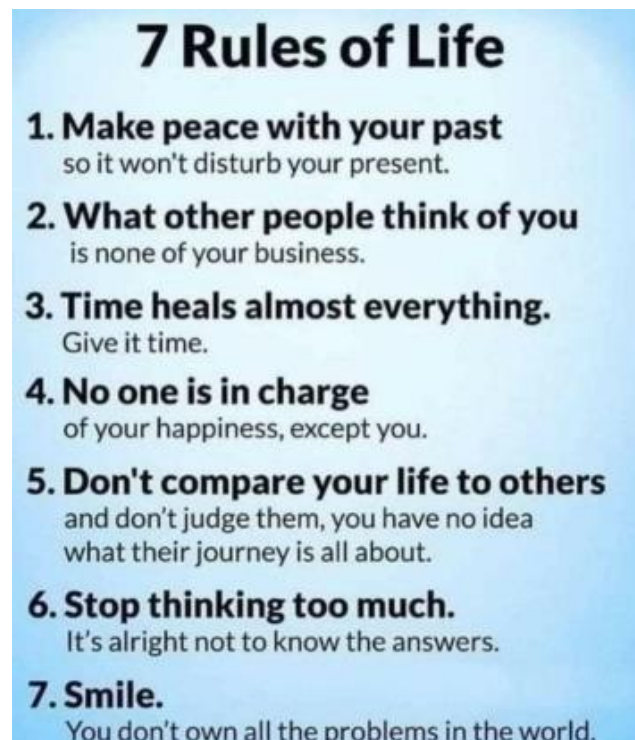 7 Rules of Life
1. Make peace with your past
so it won't disturb your present.
2. What other people think of you
is none of your business.
3. Time heals almost everything.
Give it time.
4. No one is in charge
of your happiness, except you.
5. Don't compare your life to others
and don't judge them, you have no idea
what their journey is all about.
6. Stop thinking too much.
It's alright not to know the answers.
7. Smile.
You don't own all the problems in the world.